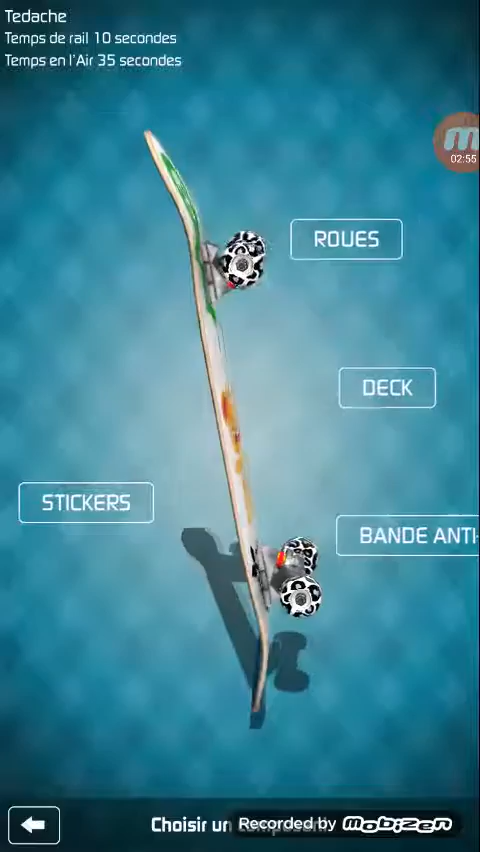 Tedache
Temps de rail 10 secondes
Temps en l'Air 35 secondes
m
02:55
ROUES
DECK
STICKERS
BANDE ANTI-
Choisir un
Recorded by mobizen